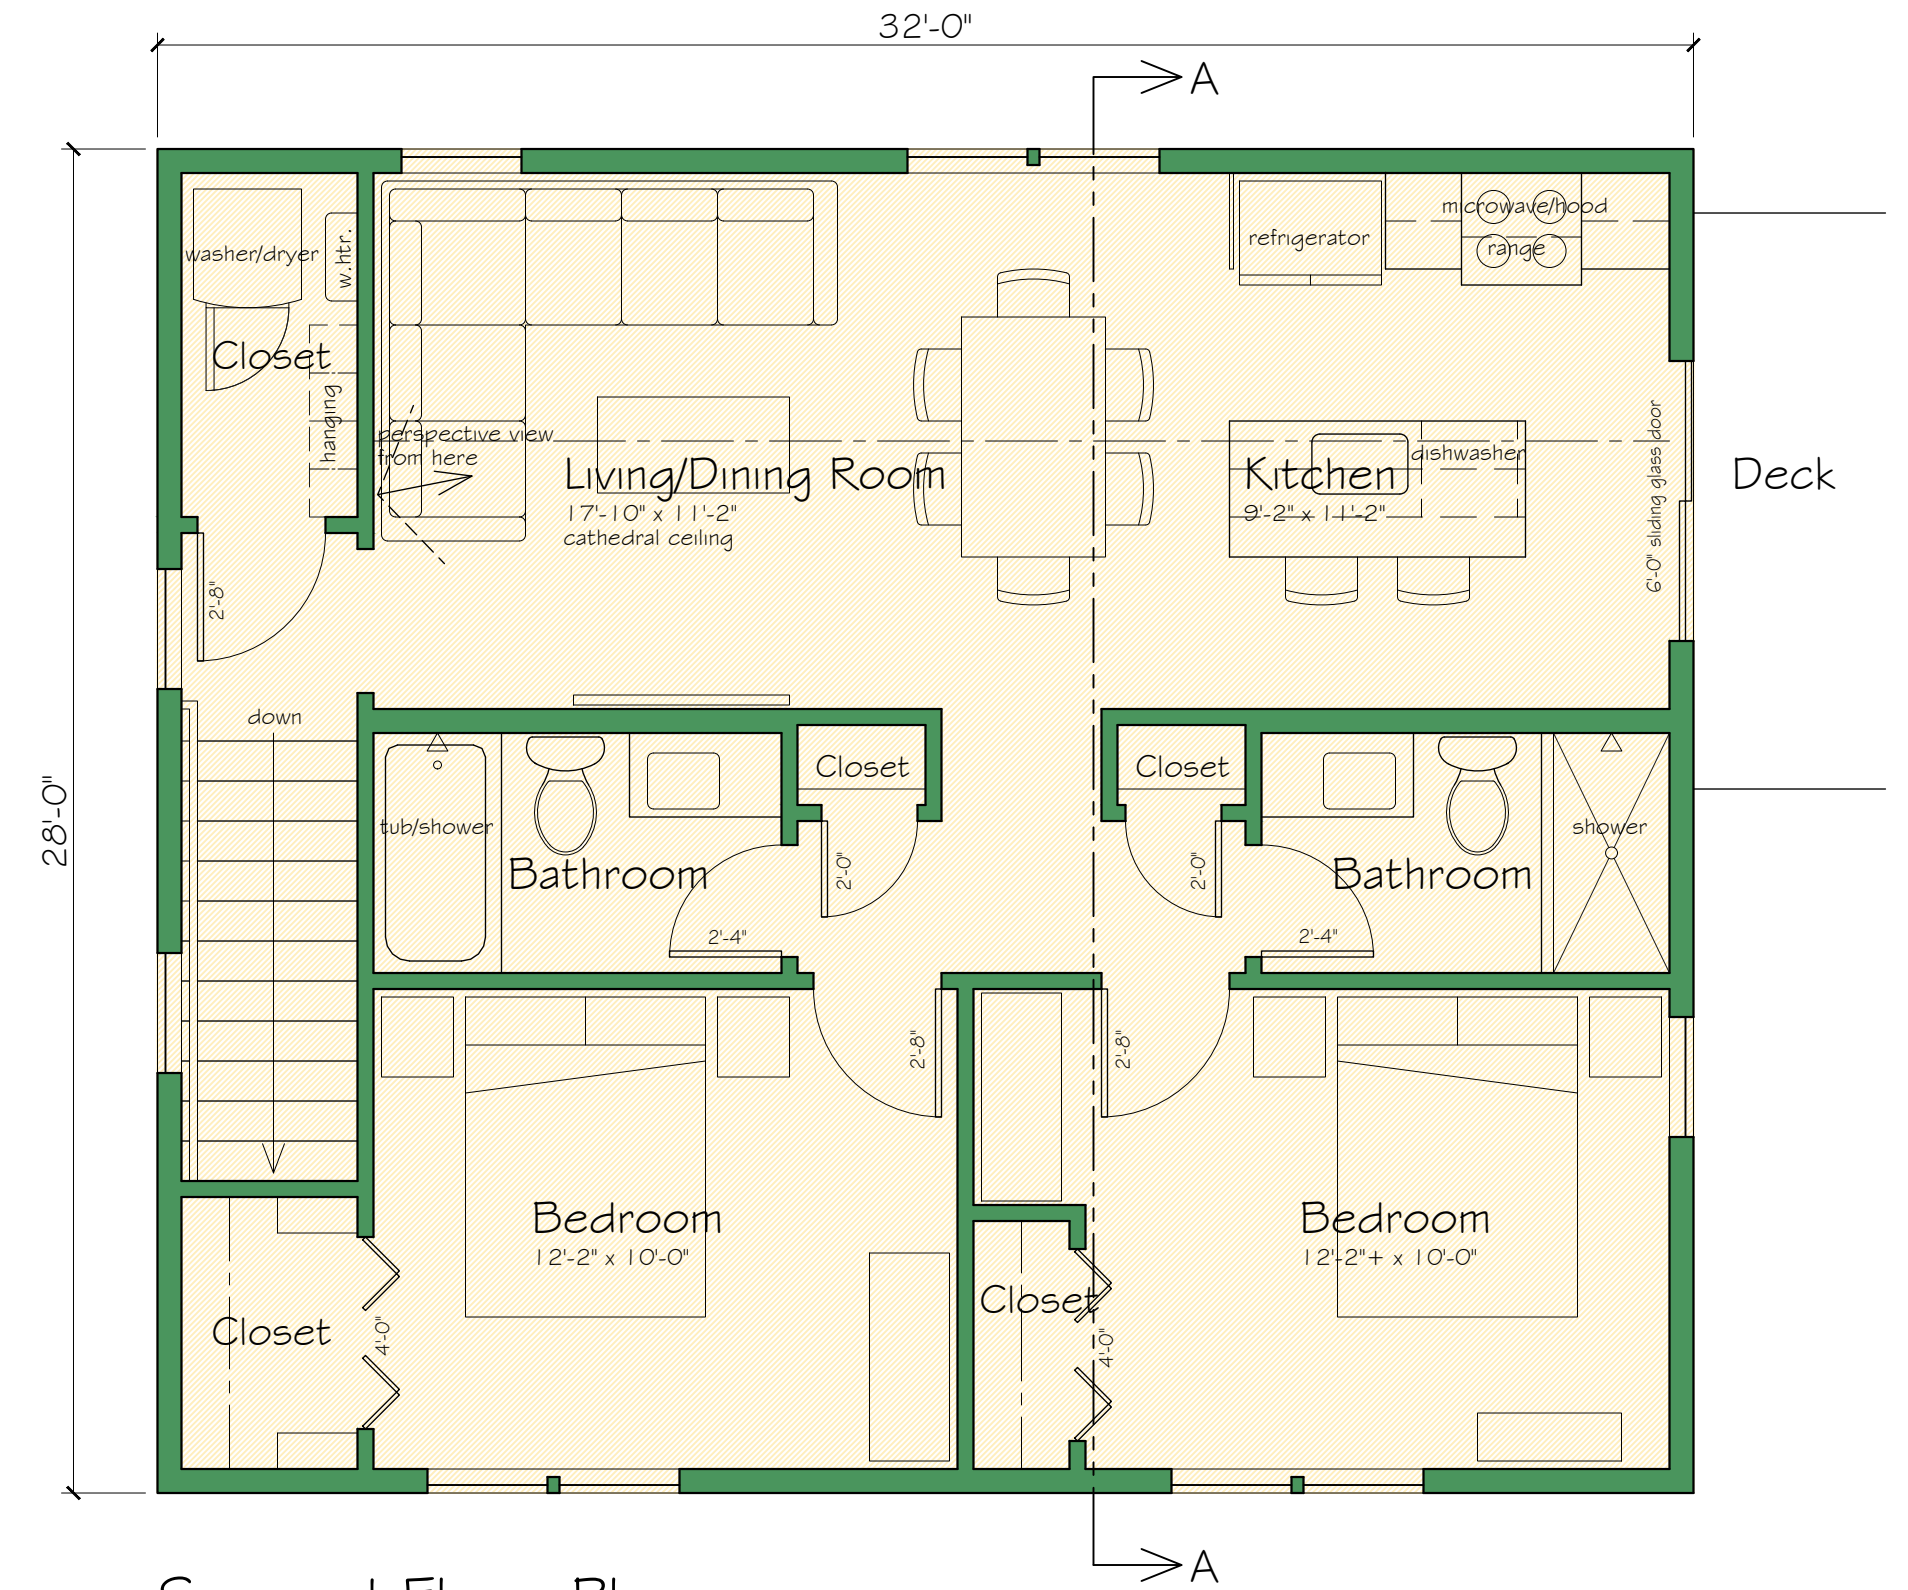 32'-0"
A
microwave/hood
refrigerator
range
washer/dryer
w.htr.
Closet
hanging
perspective view
from here
Living/Dining Room
17'-10" x 11'-2"
cathedral ceiling
dishwasher
Kitchen
9'-2" x 11'-2"
6'-0" sliding glass door
Deck
2'-8"
down
28'-0"
Closet
Closet
tub/shower
shower
Bathroom
2'-0"
2'-0"
Bathroom
2'-4"
2'-4"
2'-8"
2'-8"
Bedroom
12'-2" x 10'-0"
Bedroom
12'-2"+ x 10'-0"
Closet
Closet
4'-0"
4'-0"
A